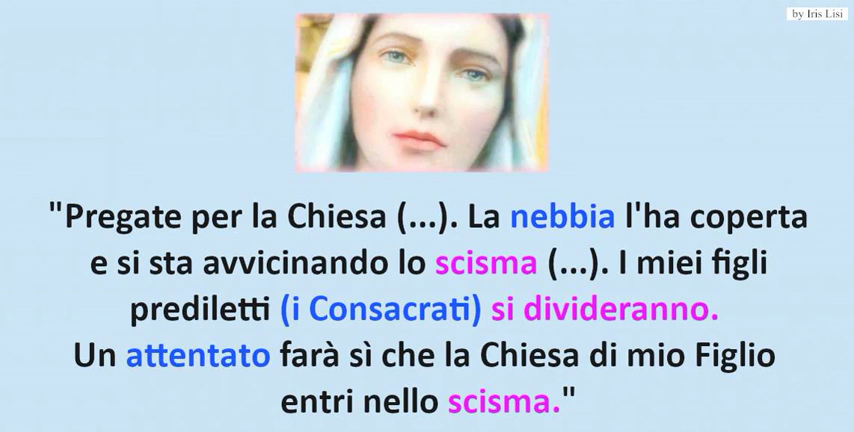 by Iris Lisi
"Pregate per la Chiesa (...). La nebbia l'ha coperta
e si sta avvicinando lo scisma (...). I miei figli
prediletti (i Consacrati) si divideranno.
Un attentato farà sì che la Chiesa di mio Figlio
entri nello scisma."